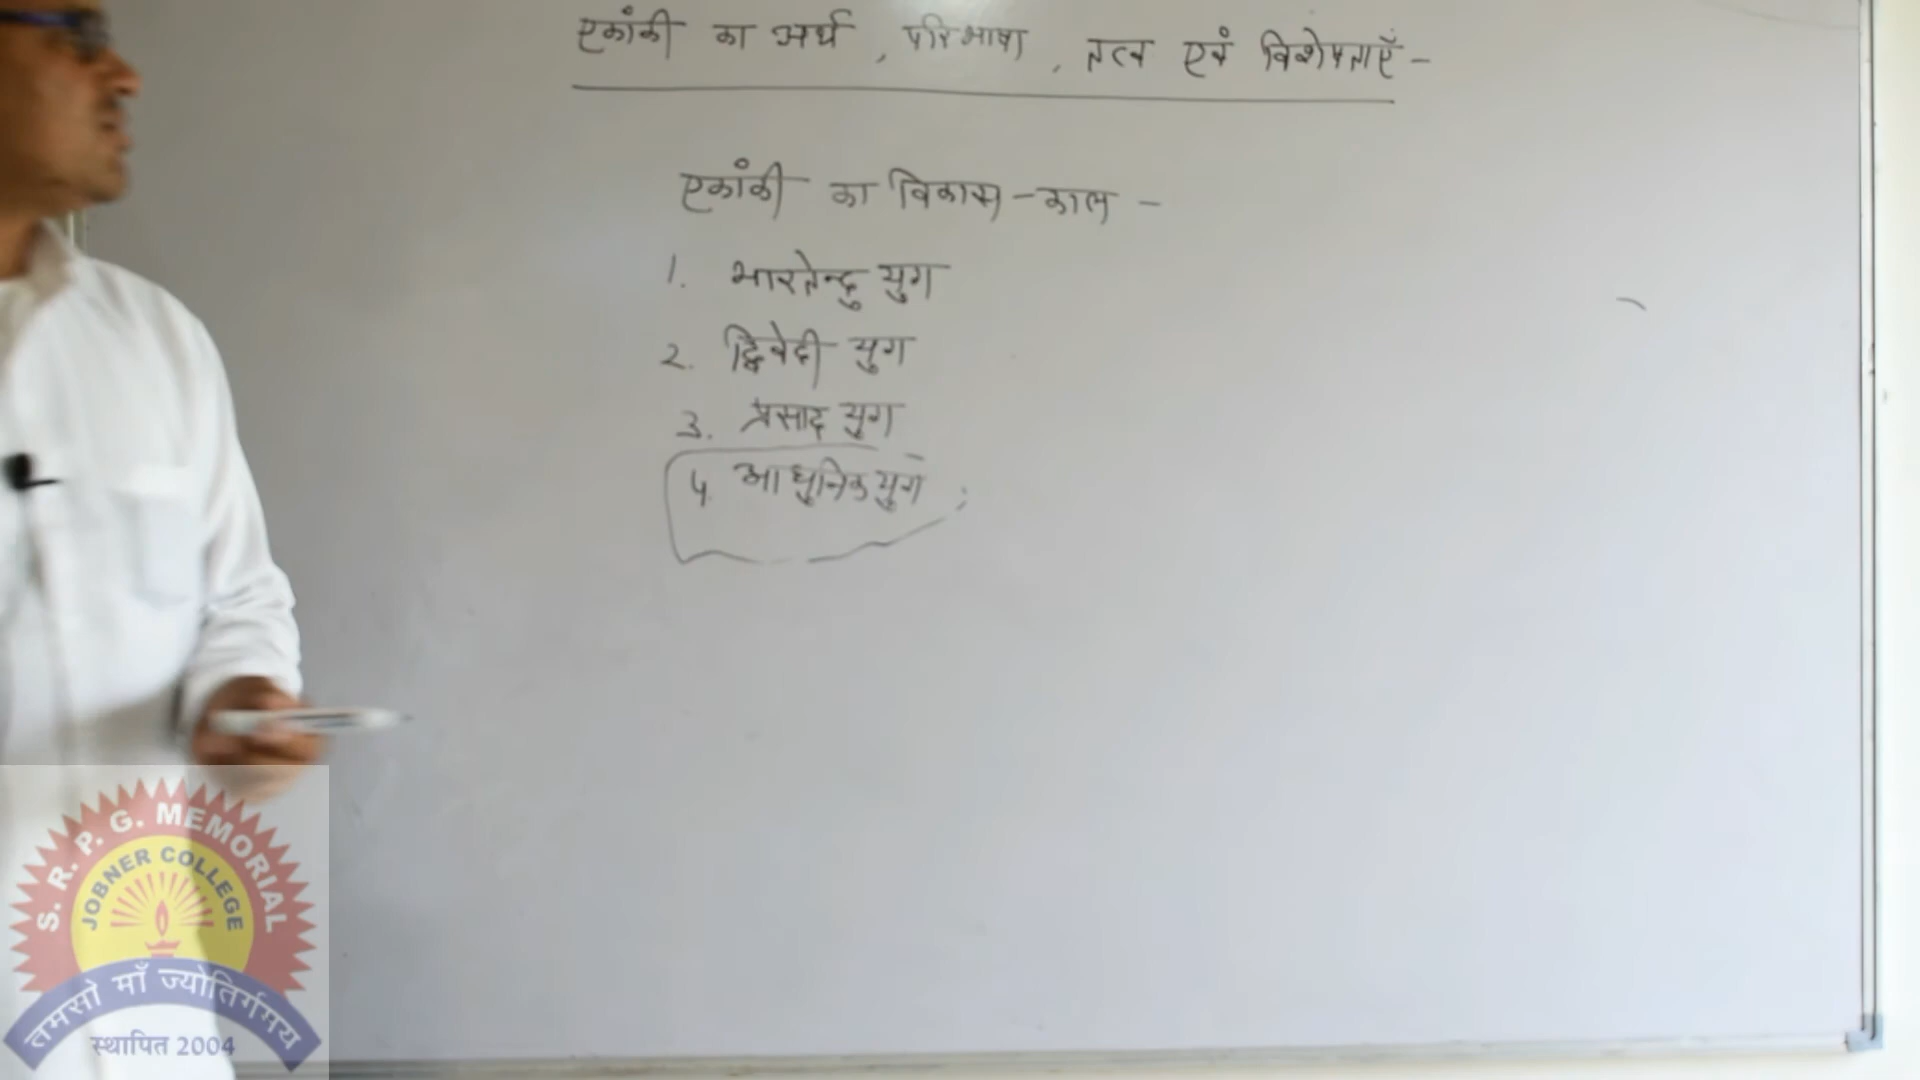 एकांकी का अर्थ , परिभाषा , तत्व एवं विशेषताएँ -
एकांकी का विकास - काल -
1. भारतेन्दु युग
2. द्विवेदी युग
3. प्रसाद युग
4. आधुनिक युग
S. R. P. G. MEMORIAL
JOBNER COLLEGE
तमसो माँ ज्योतिर्गमय
स्थापित 2004